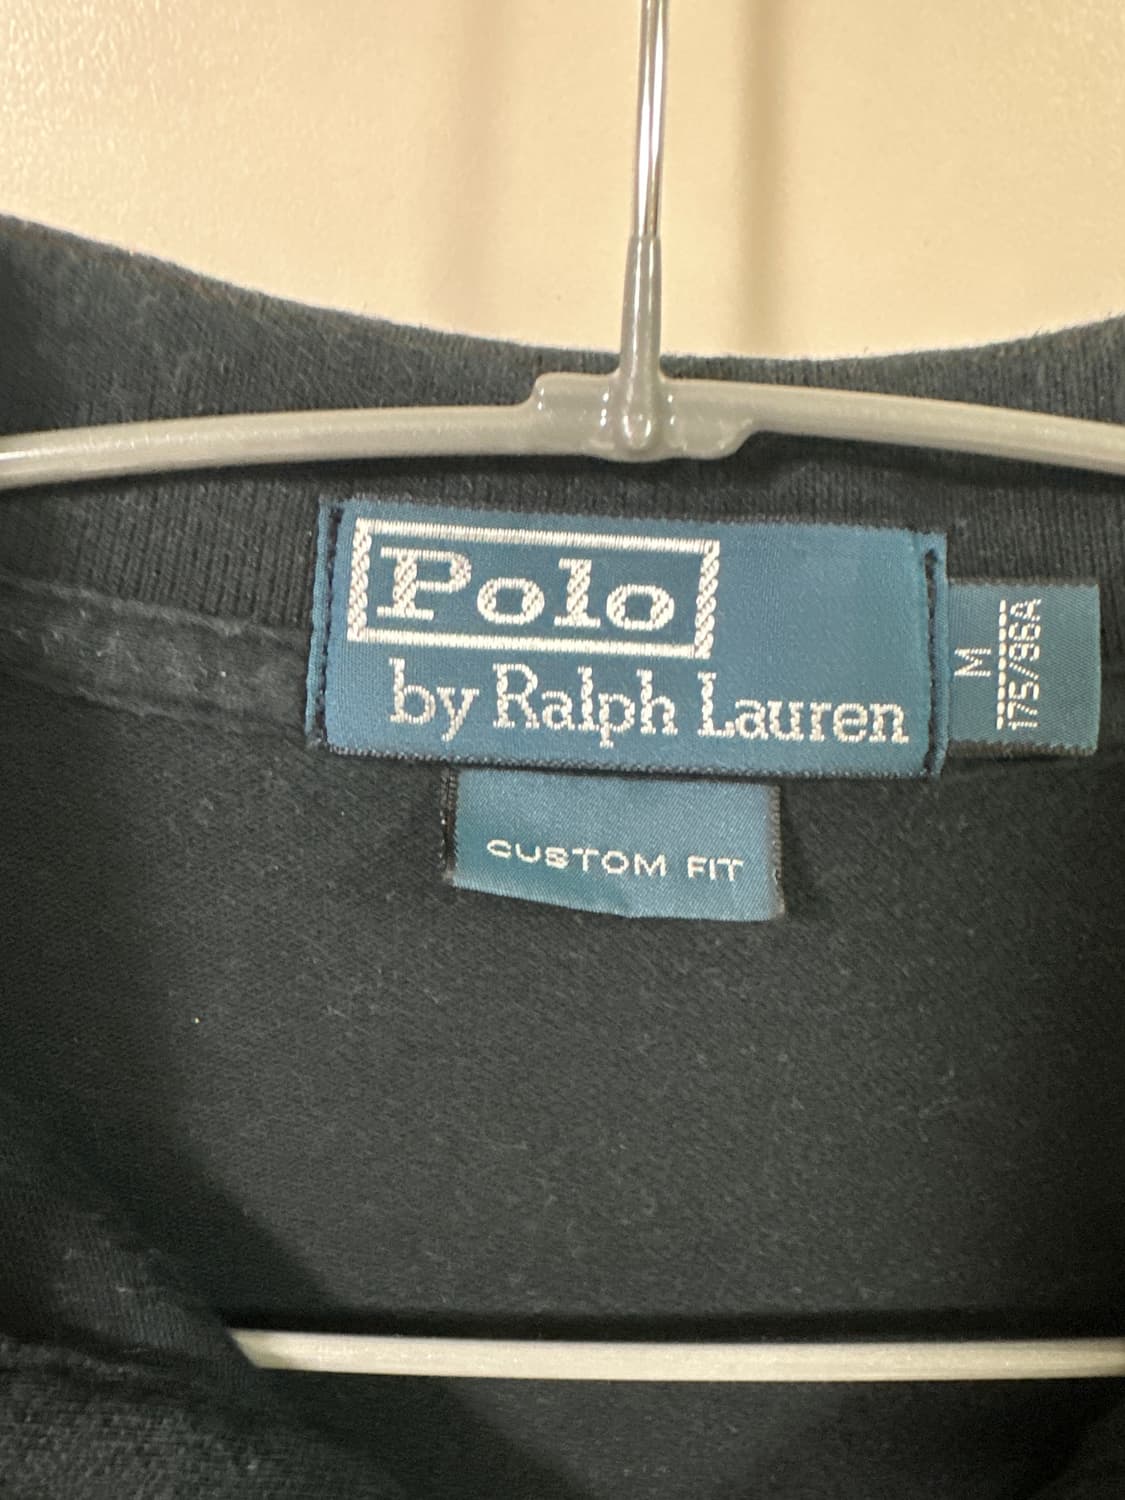 Polo
by Ralph Lauren
M
175/96A
CUSTOM FIT